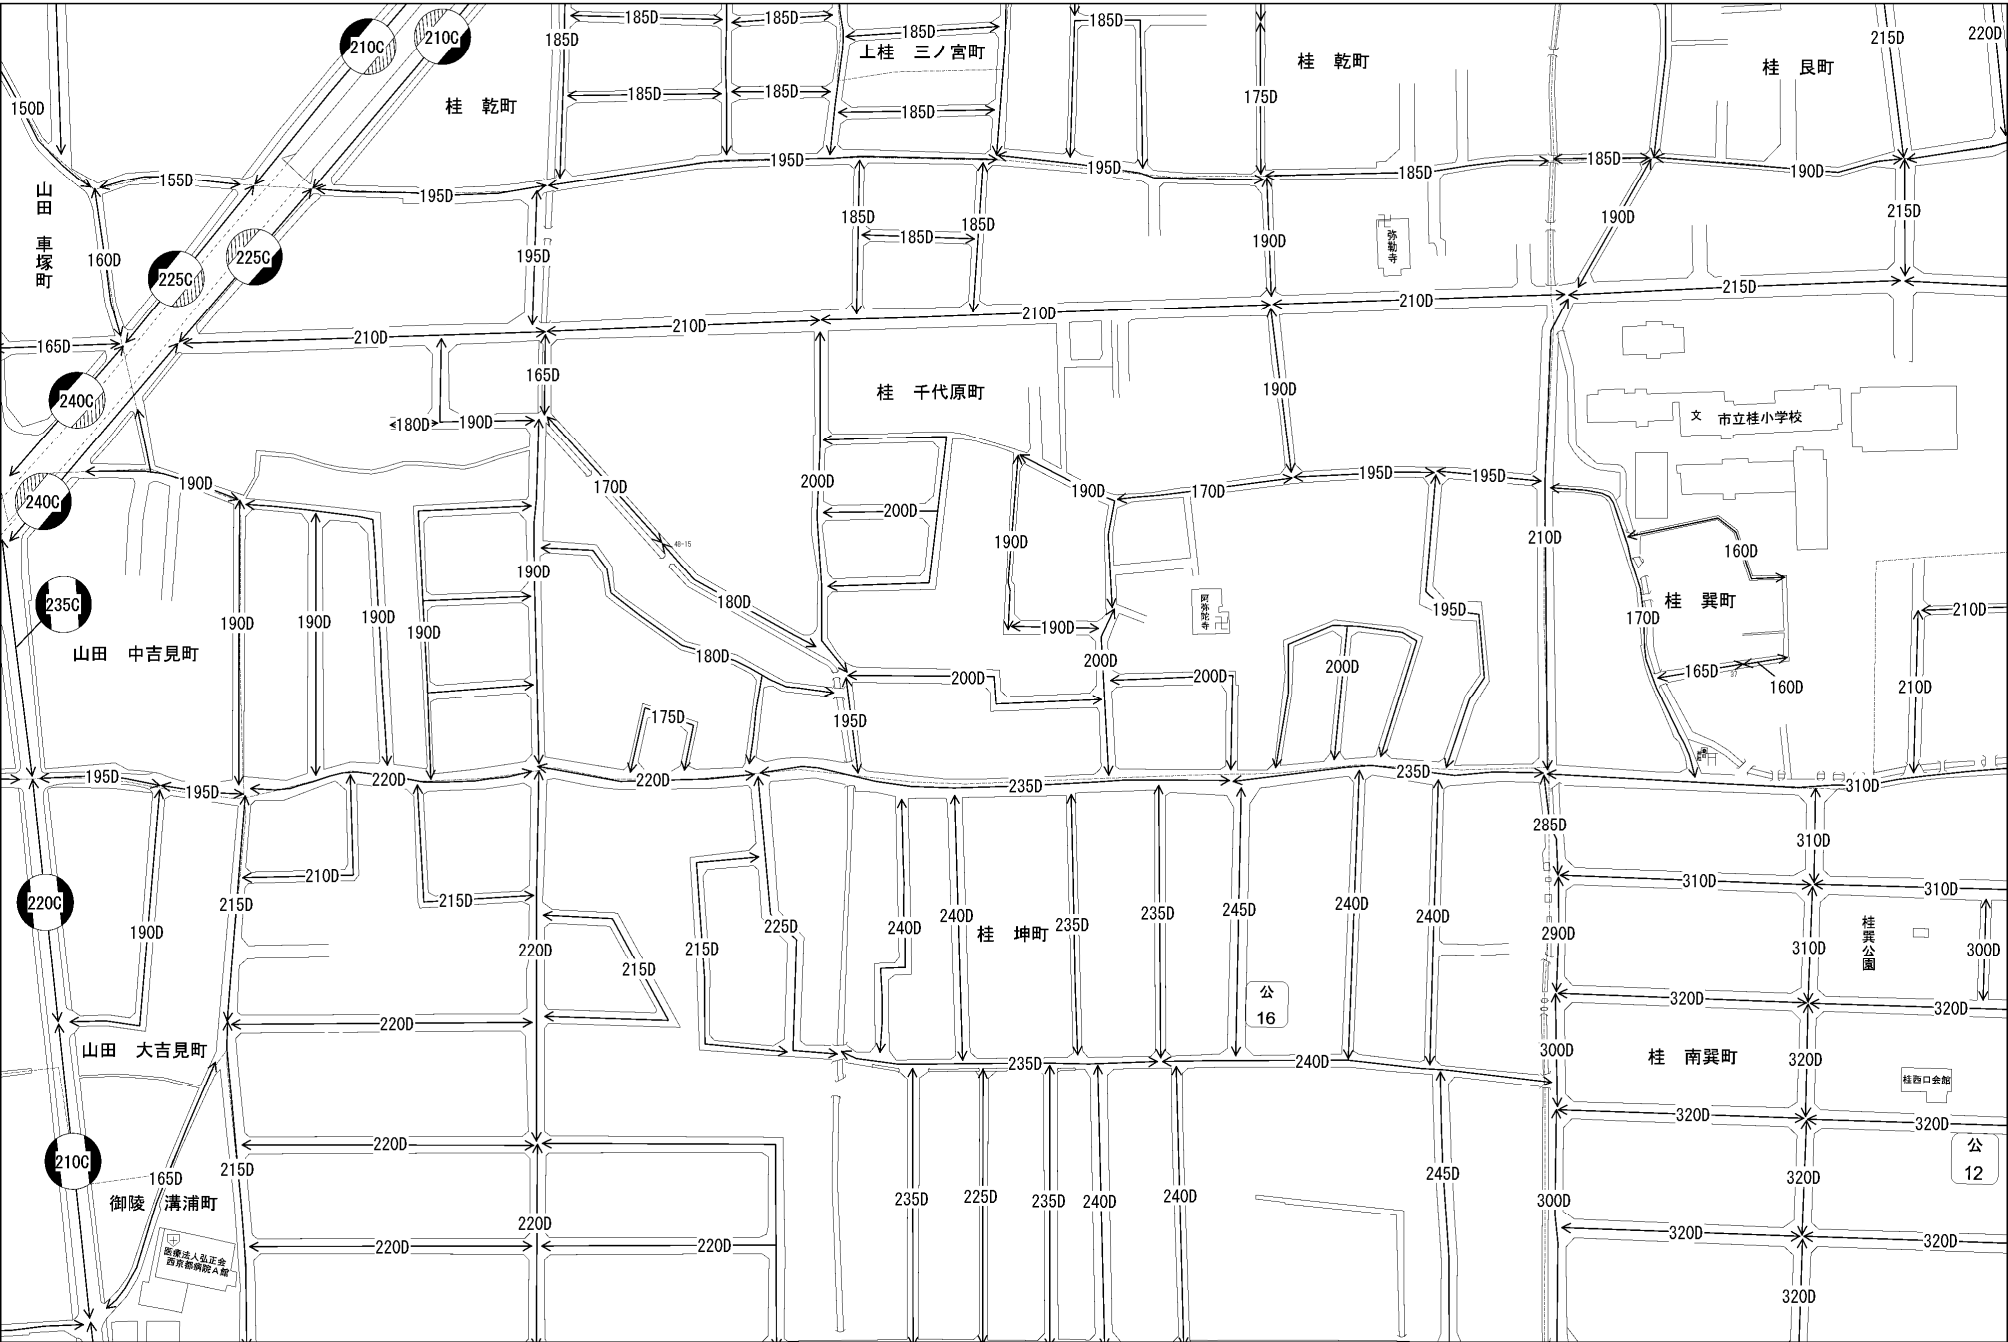 210C
210C
185D
185D
185D
185D
185D
185D
215D
220D
上桂 三ノ宮町
桂 乾町
桂 艮町
150D
桂 乾町
185D
185D
185D
175D
195D
195D
185D
185D
190D
155D
195D
山田 車塚町
160D
225C
225C
195D
185D
185D
185D
190D
弥勒寺
190D
215D
165D
210D
210D
210D
210D
215D
240C
165D
190D
桂 千代原町
180D
190D
文 市立桂小学校
240C
190D
170D
200D
200D
190D
170D
195D
195D
48-15
190D
210D
160D
235C
190D
190D
190D
190D
190D
180D
180D
190D
阿弥陀寺
195D
170D
桂 巽町
210D
山田 中吉見町
200D
200D
200D
200D
165D
160D
210D
175D
195D
195D
195D
220D
220D
235D
235D
310D
285D
310D
220C
190D
210D
215D
215D
220D
215D
215D
225D
240D
240D
桂 坤町
235D
235D
245D
240D
240D
310D
310D
290D
310D
桂巽公園
300D
公
16
320D
320D
220D
山田 大吉見町
235D
240D
300D
桂 南巽町
320D
桂西口会館
210C
165D
215D
220D
320D
320D
公
12
御陵 溝浦町
235D
225D
235D
240D
240D
245D
300D
320D
医療法人弘正会
西京都病院A館
220D
220D
220D
320D
320D
320D